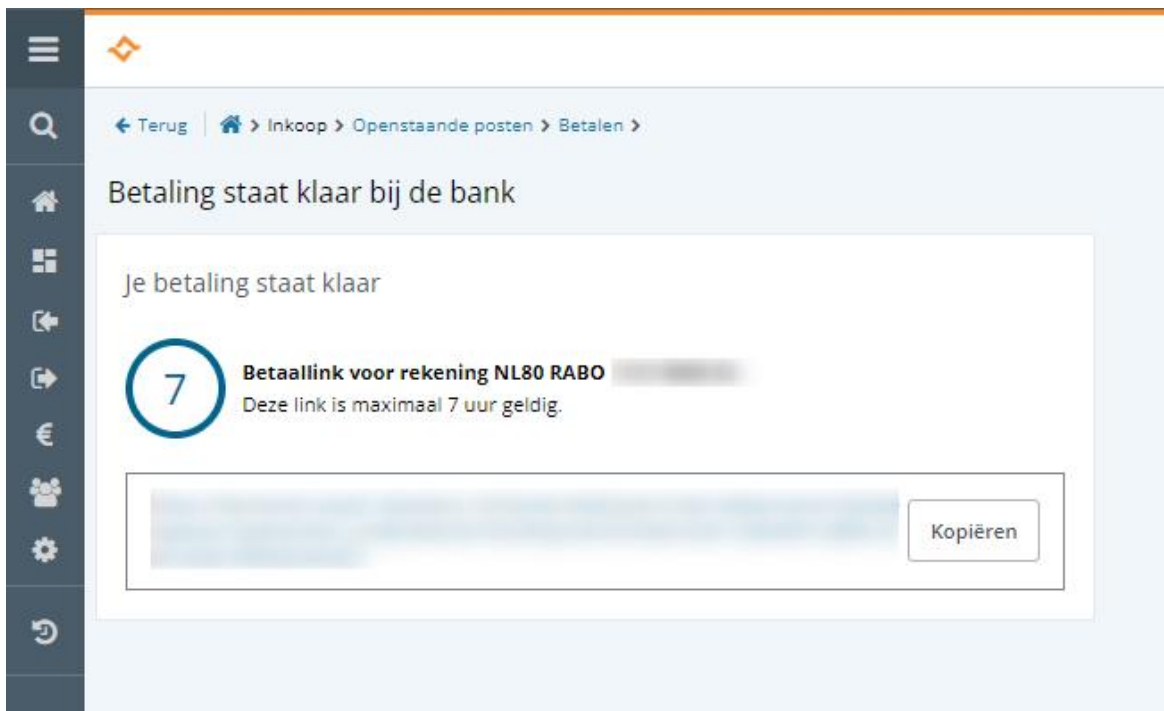 ← Terug | > Inkoop > Openstaande posten > Betalen >
Betaling staat klaar bij de bank
Je betaling staat klaar
7
Betaallink voor rekening NL80 RABO
Deze link is maximaal 7 uur geldig.
Kopiëren